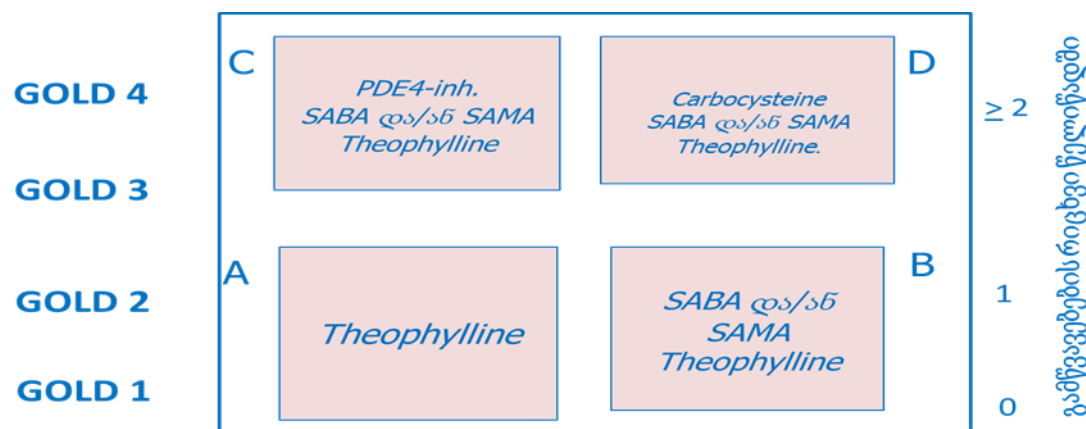 GOLD 4
GOLD 3
GOLD 2
GOLD 1
C
PDE4-inh.
SABA და/ან SAMA
Theophylline
D
Carbocysteine
SABA და/ან SAMA
Theophylline.
A
Theophylline
B
SABA და/ან
SAMA
Theophylline
≥ 2
1
0
გამწვავებების რიცხვი წელიწადში